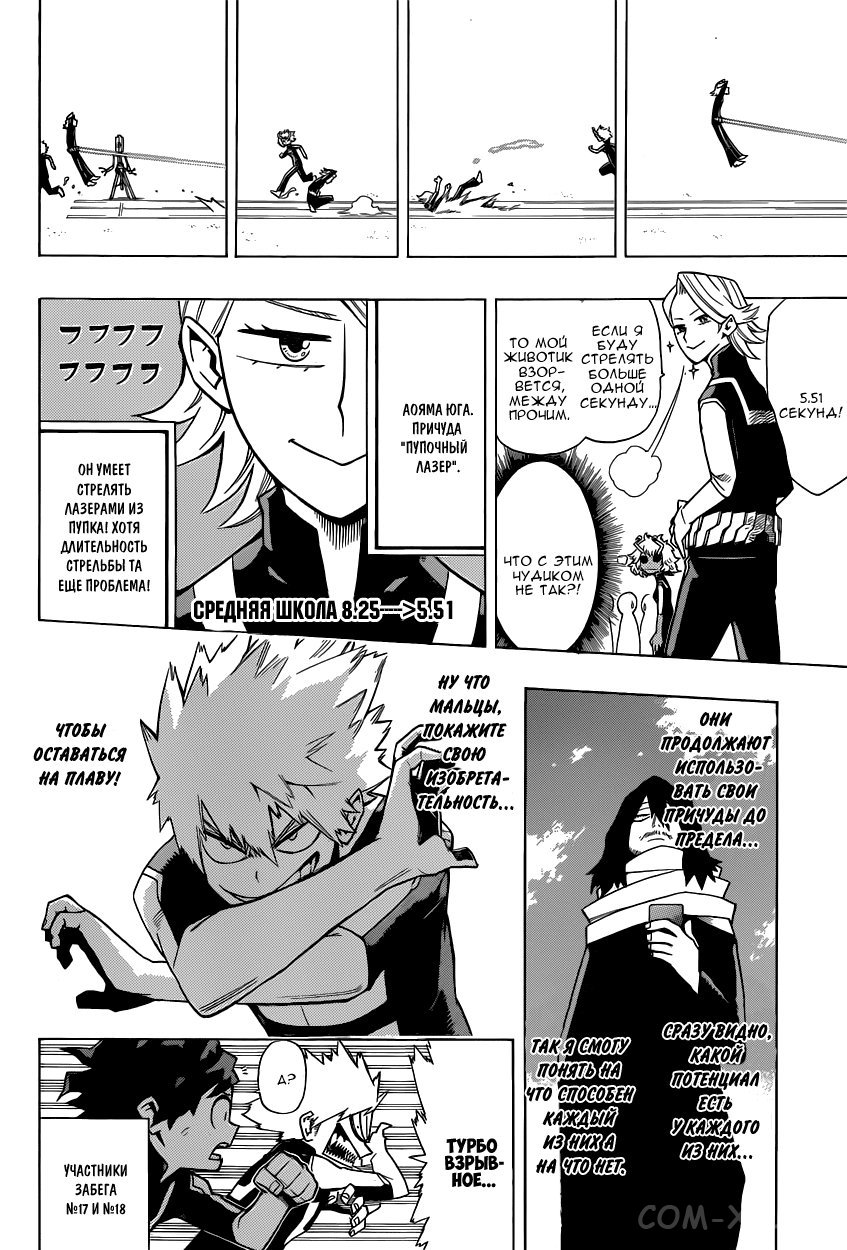 5.51
СЕКУНД!
ЕСЛИ Я
БУДУ
СТРЕЛЯТЬ
БОЛЬШЕ
ОДНОЙ
СЕКУНДУ...
ТО МОЙ
ЖИВОТИК
ВЗОР-
ВЕТСЯ,
МЕЖДУ
ПРОЧИМ.
ЧТО С ЭТИМ
ЧУДИКОМ
НЕ ТАК?!
フフフフ
フフフフ
АОЯМА ЮГА.
ПРИЧУДА
"ПУПОЧНЫЙ
ЛАЗЕР".
ОН УМЕЕТ
СТРЕЛЯТЬ
ЛАЗЕРАМИ ИЗ
ПУПКА! ХОТЯ
ДЛИТЕЛЬНОСТЬ
СТРЕЛЬБЫ ТА
ЕЩЕ ПРОБЛЕМА!
СРЕДНЯЯ ШКОЛА 8.25—>5.51
ОНИ
ПРОДОЛЖАЮТ
ИСПОЛЬЗО-
ВАТЬ СВОИ
ПРИЧУДЫ ДО
ПРЕДЕЛА...
СРАЗУ ВИДНО,
КАКОЙ
ПОТЕНЦИАЛ
ЕСТЬ
У КАЖДОГО
ИЗ НИХ...
ТАК Я СМОГУ
ПОНЯТЬ НА
ЧТО СПОСОБЕН
КАЖДЫЙ
ИЗ НИХ А
НА ЧТО НЕТ.
НУ ЧТО
МАЛЬЦЫ,
ПОКАЖИТЕ
СВОЮ
ИЗОБРЕТА-
ТЕЛЬНОСТЬ...
ЧТОБЫ
ОСТАВАТЬСЯ
НА ПЛАВУ!
ТУРБО
ВЗРЫВ-
НОЕ...
А?
УЧАСТНИКИ
ЗАБЕГА
№17 И №18
COM-X